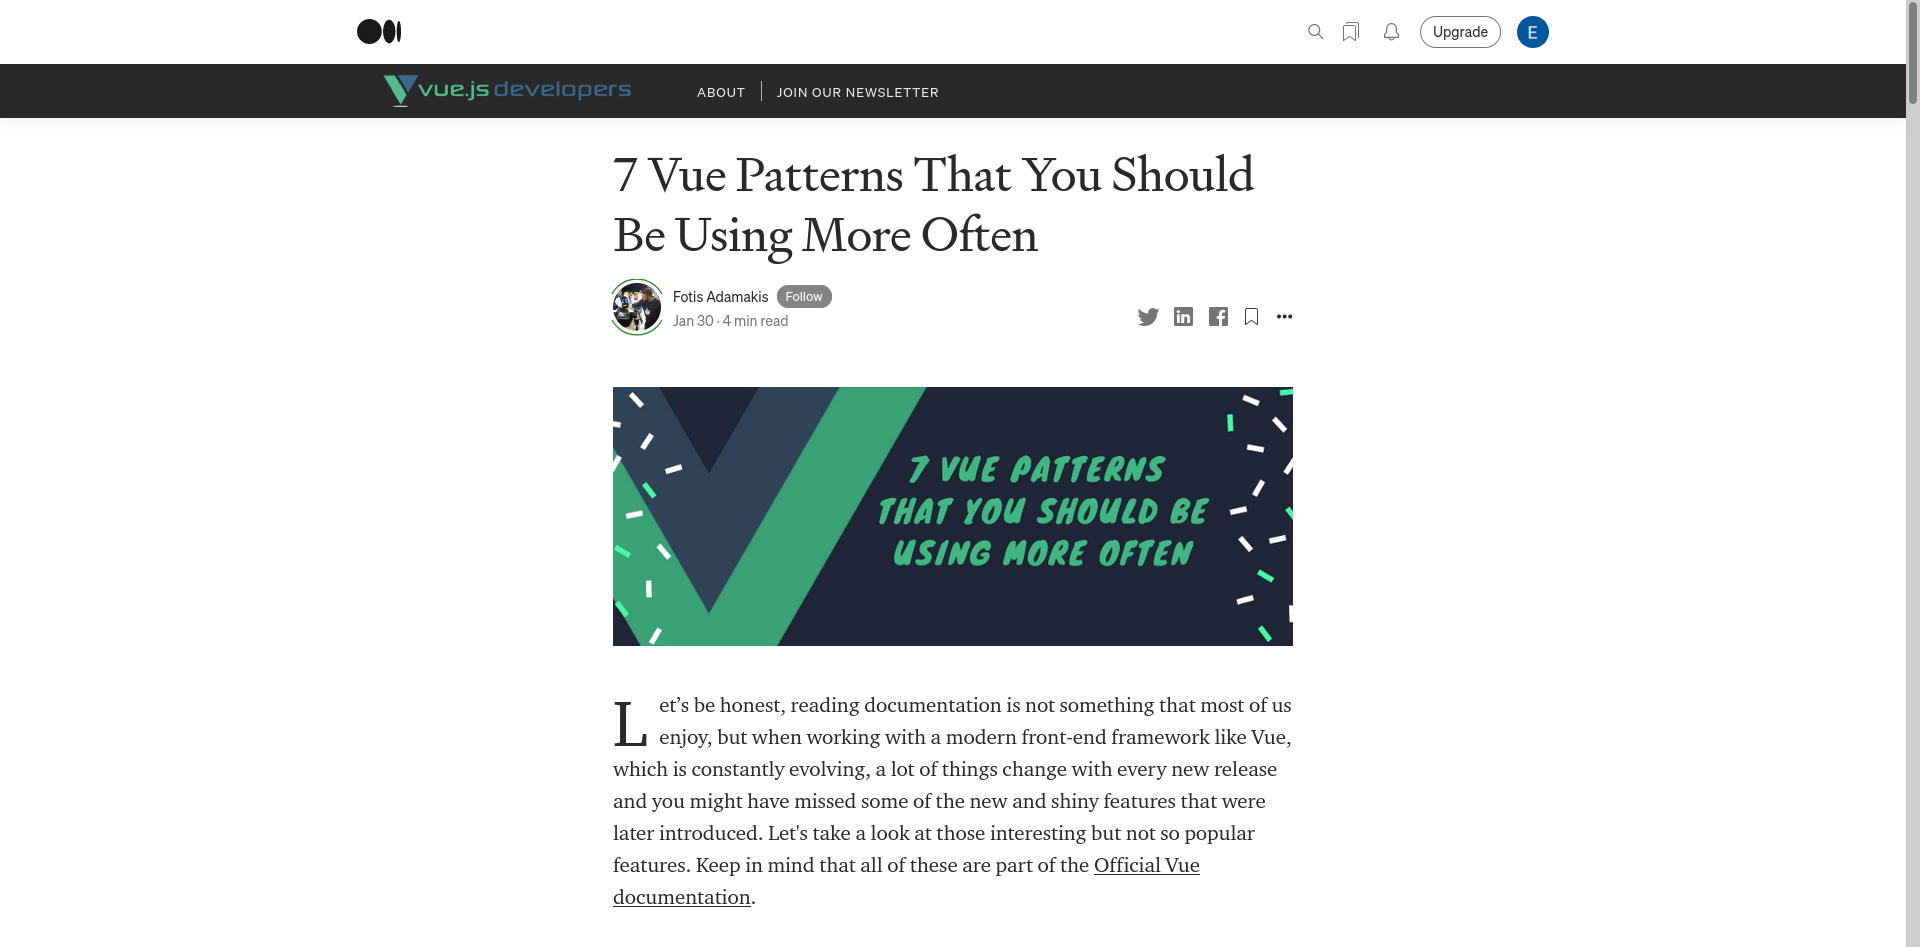 Upgrade
E
vue.js developers
ABOUT
JOIN OUR NEWSLETTER
7 Vue Patterns That You Should
Be Using More Often
Fotis Adamakis
Follow
Jan 30 · 4 min read
7 VUE PATTERNS
THAT YOU SHOULD BE
USING MORE OFTEN
Let’s be honest, reading documentation is not something that most of us
enjoy, but when working with a modern front-end framework like Vue,
which is constantly evolving, a lot of things change with every new release
and you might have missed some of the new and shiny features that were
later introduced. Let's take a look at those interesting but not so popular
features. Keep in mind that all of these are part of the Official Vue
documentation.